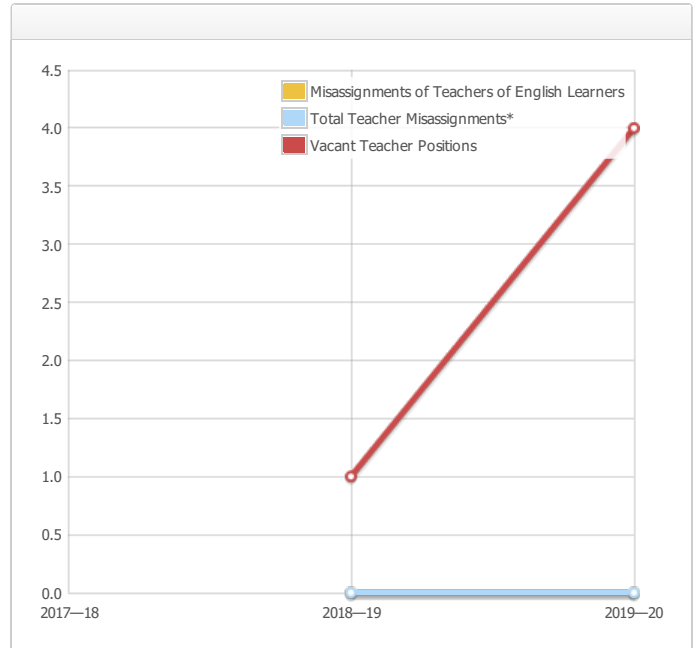 4.5
Misassignments of Teachers of English Learners
Total Teacher Misassignments*
4.0
Vacant Teacher Positions
3.5
3.0
2.5
2.0
1.5
1.0
0.5
0.0
2017—18 2018—19 2019—20